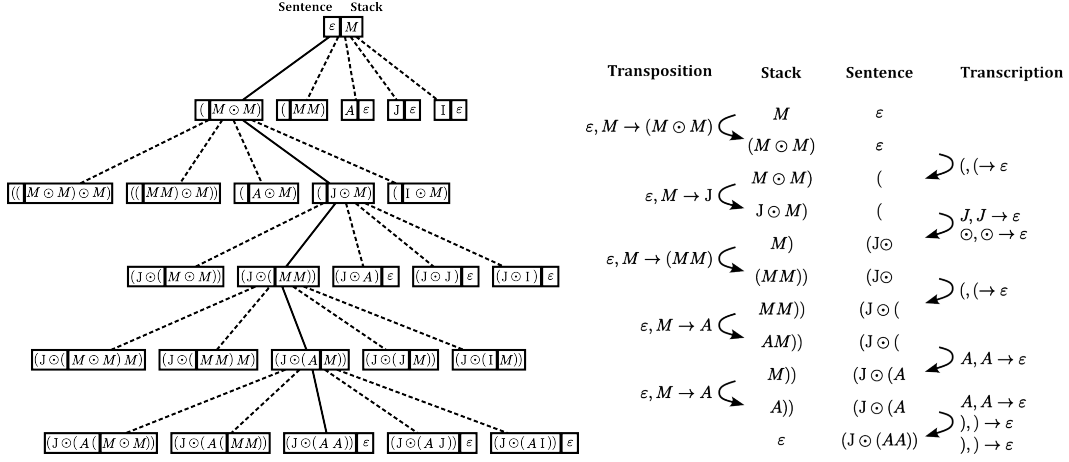 Sentence Stack
ε M
( M ⊙ M) ( MM) A ε J ε I ε
(( M ⊙ M) ⊙ M) (( MM) ⊙ M)) ( A ⊙ M) ( J ⊙ M) ( I ⊙ M)
(J ⊙( M ⊙ M)) (J ⊙( MM)) (J ⊙ A) ε (J ⊙ J) ε (J ⊙ I) ε
(J ⊙( M ⊙ M) M) (J ⊙( MM) M) (J ⊙( A M)) (J ⊙( J M)) (J ⊙( I M))
(J ⊙( A( M ⊙ M)) (J ⊙( A( MM)) (J ⊙( A A)) ε (J ⊙( A J)) ε (J ⊙( A I)) ε
Transposition Stack Sentence Transcription
M ε
ε, M → (M ⊙ M)
(M ⊙ M) ε
(, (→ ε
M ⊙ M) (
ε, M → J
J ⊙ M) (
J, J → ε
⊙, ⊙ → ε
M) (J⊙
ε, M → (MM)
(MM)) (J⊙
(, (→ ε
MM)) (J ⊙ (
ε, M → A
AM)) (J ⊙ (
A, A → ε
M)) (J ⊙ (A
ε, M → A
A)) (J ⊙ (A
A, A → ε
), ) → ε
), ) → ε
ε (J ⊙ (AA))